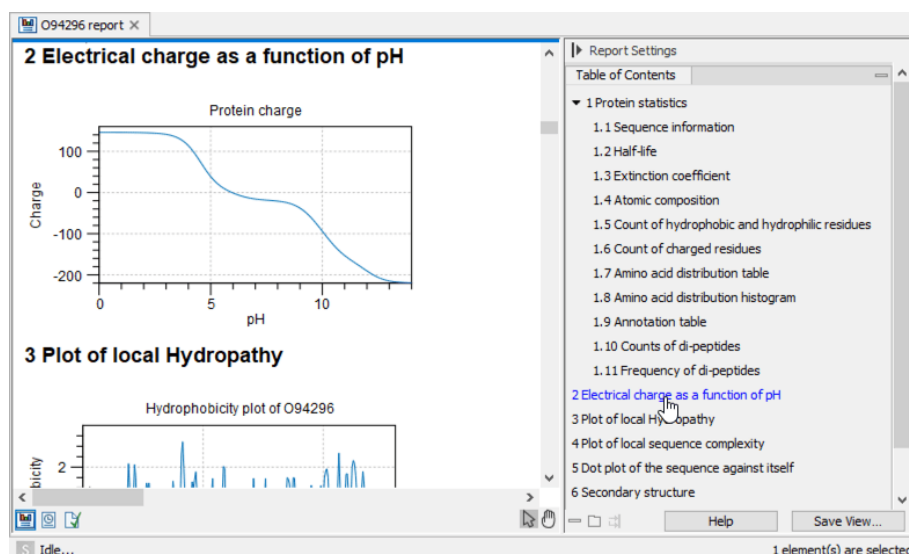 O94296 report
2 Electrical charge as a function of pH
Protein charge
100
0
-100
-200
Charge
0
5
10
pH
3 Plot of local Hydropathy
Hydrophobicity plot of O94296
2
bicity
Report Settings
Table of Contents
1 Protein statistics
1.1 Sequence information
1.2 Half-life
1.3 Extinction coefficient
1.4 Atomic composition
1.5 Count of hydrophobic and hydrophilic residues
1.6 Count of charged residues
1.7 Amino acid distribution table
1.8 Amino acid distribution histogram
1.9 Annotation table
1.10 Counts of di-peptides
1.11 Frequency of di-peptides
2 Electrical charge as a function of pH
3 Plot of local Hydropathy
4 Plot of local sequence complexity
5 Dot plot of the sequence against itself
6 Secondary structure
Help
Save View...
S Idle...
1 element(s) are selected